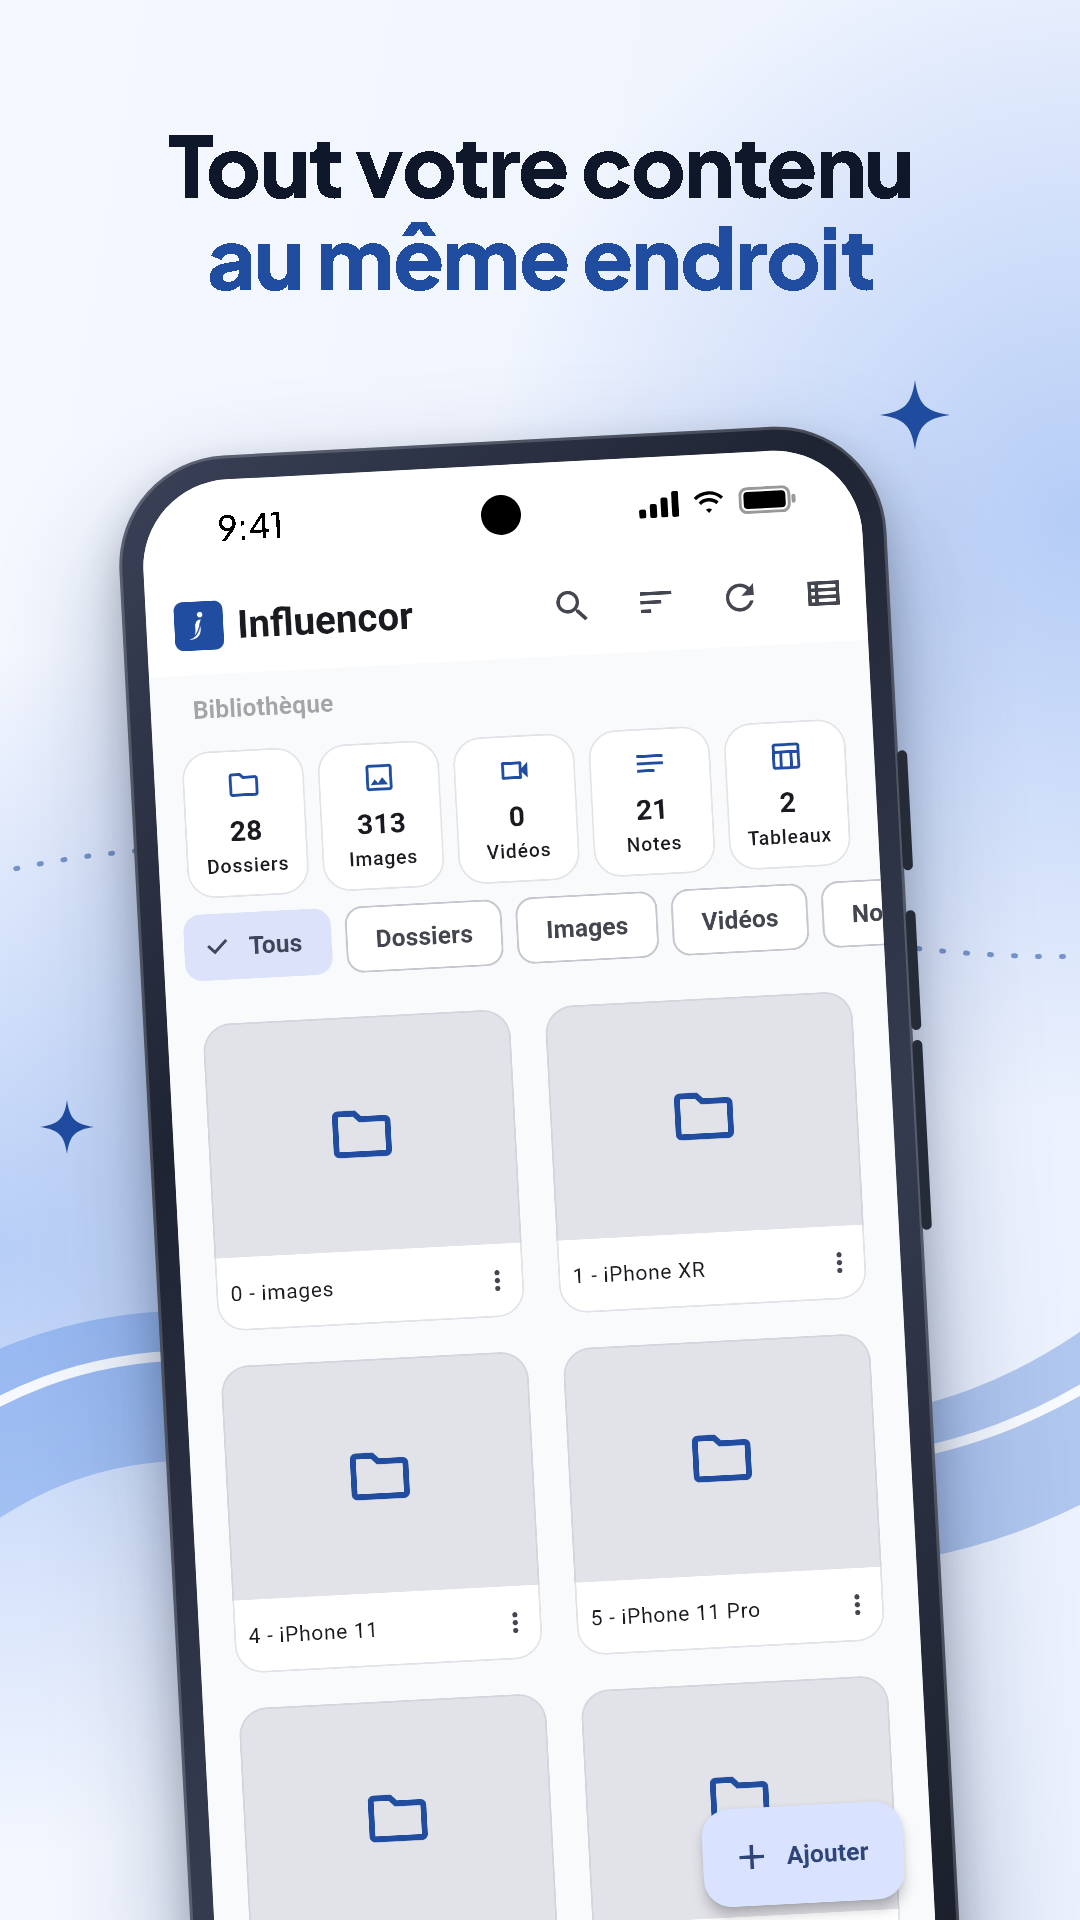 Tout votre contenu
au même endroit
9:41
Influencor
Bibliothèque
28 313 0 21 2
Dossiers Images Vidéos Notes Tableaux
Tous Dossiers Images Vidéos No
0 - images 1 - iPhone XR
4 - iPhone 11 5 - iPhone 11 Pro
Ajouter